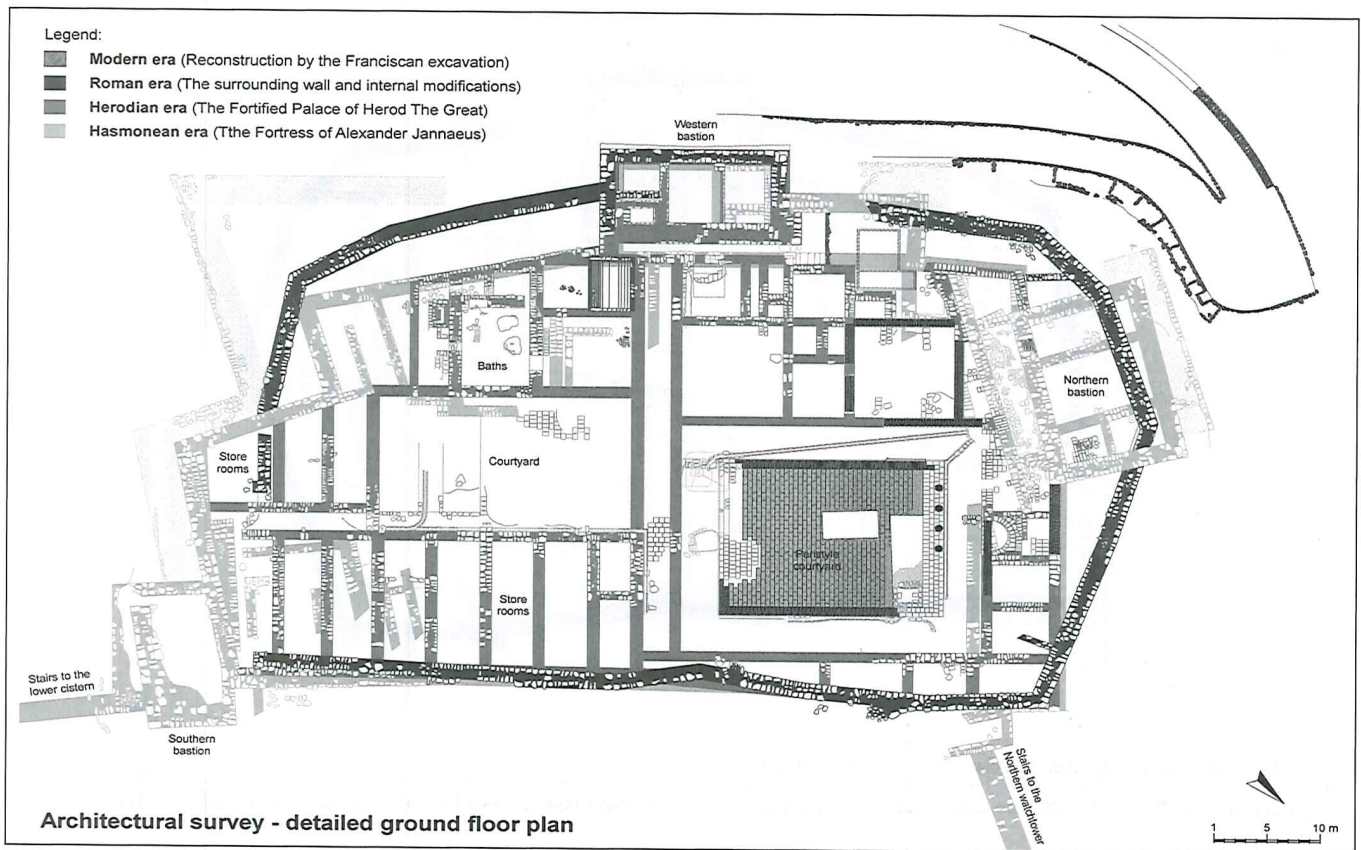 Legend:
Modern era (Reconstruction by the Franciscan excavation)
Roman era (The surrounding wall and internal modifications)
Herodian era (The Fortified Palace of Herod The Great)
Hasmonean era (Tthe Fortress of Alexander Jannaeus)
Western
bastion
Baths
Northern
bastion
Store
rooms
Courtyard
Peristyle
courtyard
Store
rooms
Stairs to the
lower cistern
Southern
bastion
Stairs to the
Northern watchtower
Architectural survey - detailed ground floor plan
1 5 10 m